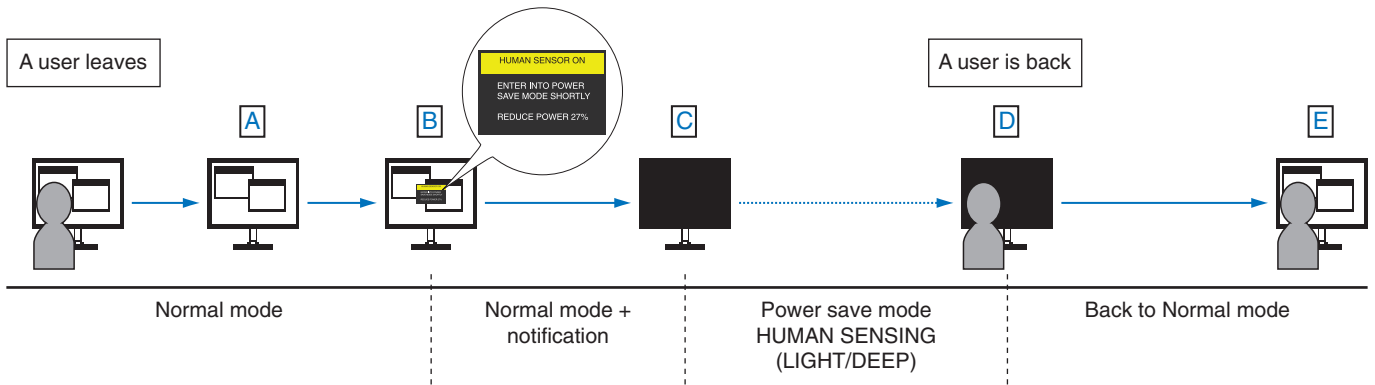 A user leaves
A
B
HUMAN SENSOR ON
ENTER INTO POWER
SAVE MODE SHORTLY
REDUCE POWER 27%
C
A user is back
D
E
Normal mode
Normal mode +
notification
Power save mode
HUMAN SENSING
(LIGHT/DEEP)
Back to Normal mode